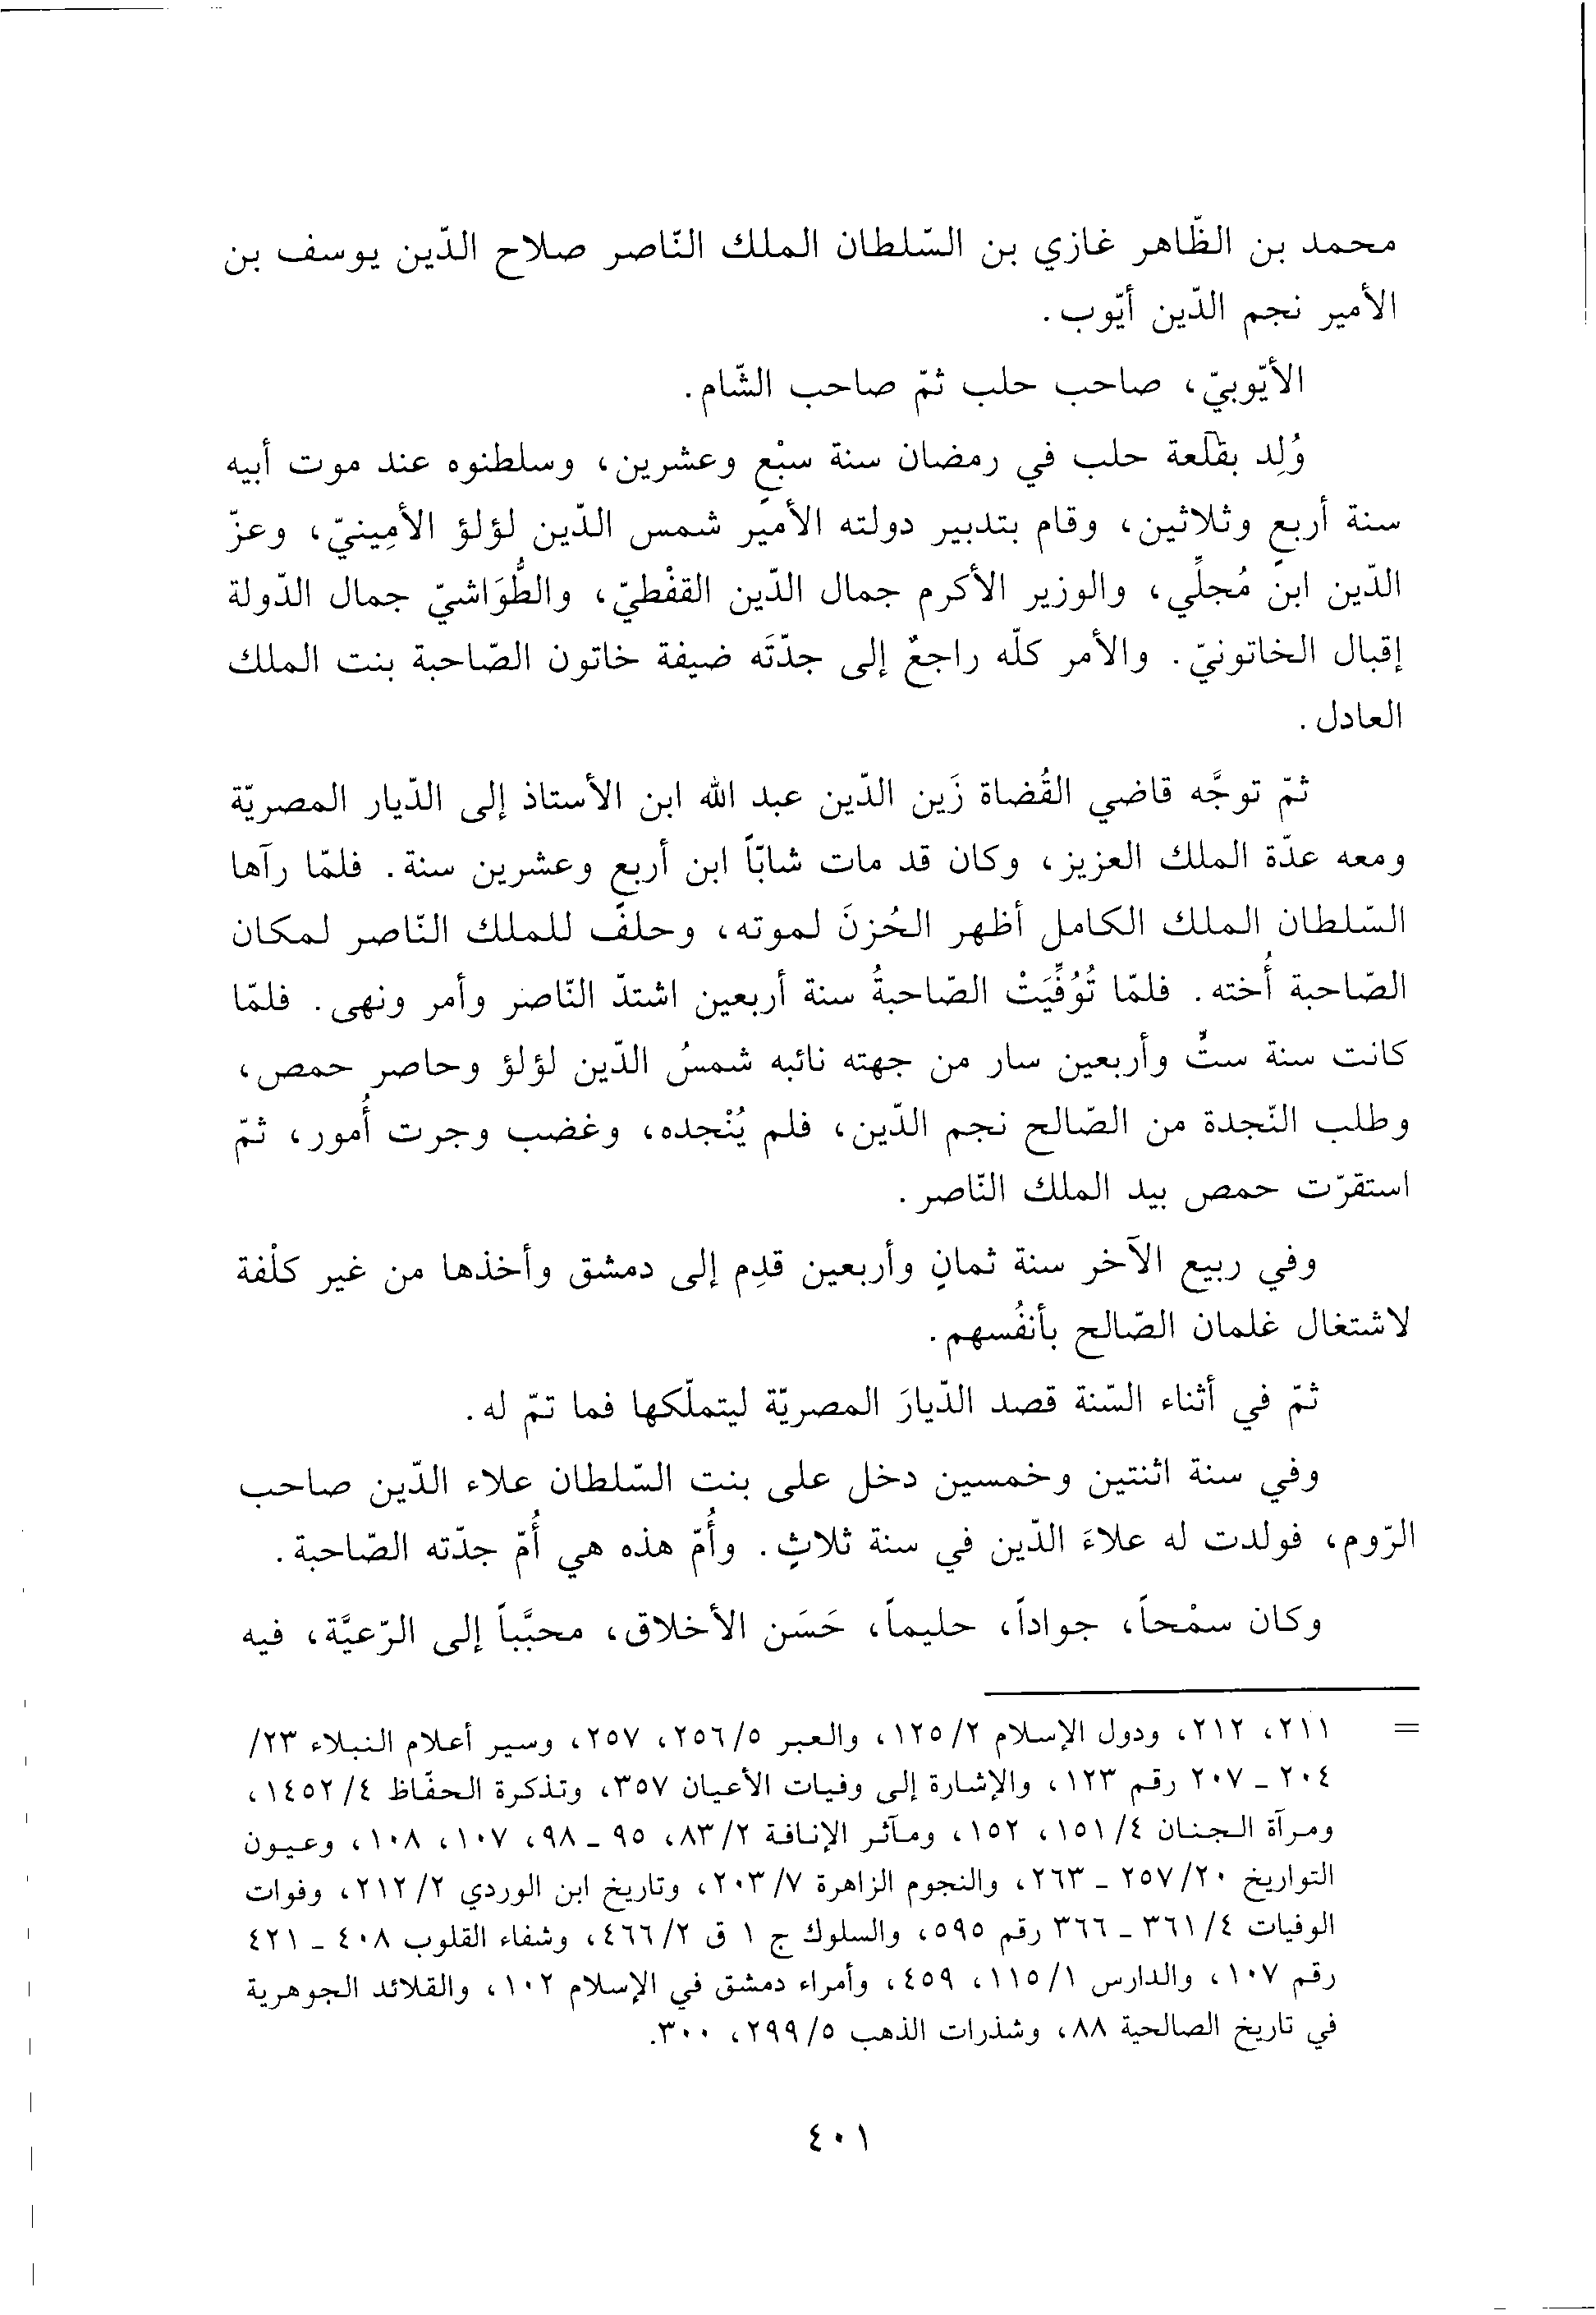 محمد بن الظّاهر غازي بن السّلطان الملك النّاصر صلاح الدّين يوسف بن
الأمير نجم الدّين أيّوب.
الأيّوبيّ، صاحب حلب ثمّ صاحب الشّام.
وُلِد بقلعة حلب في رمضان سنة سبْعٍ وعشرين، وسلطنوه عند موت أبيه
سنة أربعٍ وثلاثين، وقام بتدبير دولته الأمير شمس الدّين لؤلؤ الأمِينيّ، وعزّ
الدّين ابن مُجلّي، والوزير الأكرم جمال الدّين القفْطيّ، والطُّوَاشيّ جمال الدّولة
إقبال الخاتونيّ. والأمر كلّه راجعٌ إلى جدّتَه ضيفة خاتون الصّاحبة بنت الملك
العادل.
ثمّ توجَّه قاضي القُضاة زَين الدّين عبد الله ابن الأستاذ إلى الدّيار المصريّة
ومعه عدّة الملك العزيز، وكان قد مات شابّاً ابن أربعٍ وعشرين سنة. فلمّا رآها
السّلطان الملك الكامل أظهر الحُزنَ لموته، وحلف للملك النّاصر لمكان
الصّاحبة أُخته. فلمّا تُوُفِّيَتْ الصّاحبةُ سنة أربعين اشتدّ النّاصر وأمر ونهى. فلمّا
كانت سنة ستٍّ وأربعين سار من جهته نائبه شمسُ الدّين لؤلؤ وحاصر حمص،
وطلب النّجدة من الصّالح نجم الدّين، فلم يُنْجده، وغضب وجرت أُمور، ثمّ
استقرّت حمص بيد الملك النّاصر.
وفي ربيع الآخر سنة ثمانٍ وأربعين قدِم إلى دمشق وأخذها من غير كلْفة
لاشتغال غلمان الصّالح بأنفُسهم.
ثمّ في أثناء السّنة قصد الدّيارَ المصريّة ليتملّكها فما تمّ له.
وفي سنة اثنتين وخمسين دخل على بنت السّلطان علاء الدّين صاحب
الرّوم، فولدت له علاءَ الدّين في سنة ثلاثٍ. وأُمّ هذه هي أُمّ جدّته الصّاحبة.
وكان سمْحاً، جواداً، حليماً، حَسَن الأخلاق، محبَّباً إلى الرّعيَّة، فيه
= ٢١١، ٢١٢، ودول الإسلام ٢/ ١٢٥، والعبر ٥/ ٢٥٦، ٢٥٧، وسير أعلام النبلاء ٢٣/
٢٠٤ - ٢٠٧ رقم ١٢٣، والإشارة إلى وفيات الأعيان ٣٥٧، وتذكرة الحفّاظ ٤/ ١٤٥٢،
ومرآة الجنان ٤/ ١٥١، ١٥٢، ومآثر الإنافة ٢/ ٨٣، ٩٥ - ٩٨، ١٠٧، ١٠٨، وعيون
التواريخ ٢٠/ ٢٥٧ - ٢٦٣، والنجوم الزاهرة ٧/ ٢٠٣، وتاريخ ابن الوردي ٢/ ٢١٢، وفوات
الوفيات ٤/ ٣٦١ - ٣٦٦ رقم ٥٩٥، والسلوك ج ١ ق ٢/ ٤٦٦، وشفاء القلوب ٤٠٨ - ٤٢١
رقم ١٠٧، والدارس ١/ ١١٥، ٤٥٩، وأمراء دمشق في الإسلام ١٠٢، والقلائد الجوهرية
في تاريخ الصالحية ٨٨، وشذرات الذهب ٥/ ٢٩٩، ٣٠٠.
٤٠١